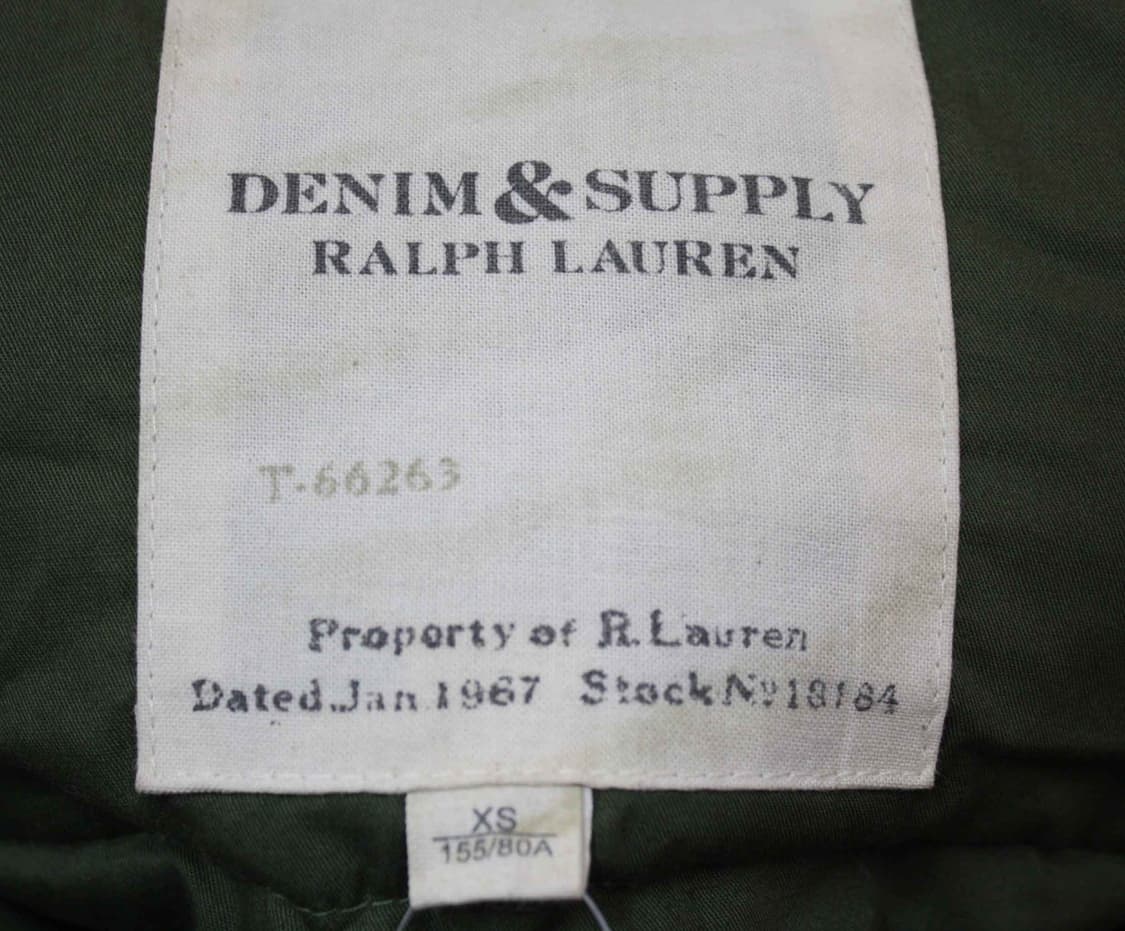 DENIM & SUPPLY
RALPH LAUREN
T-66263
Property of R. Lauren
Dated Jan 1967 Stock Nº 18184
XS
155/80A